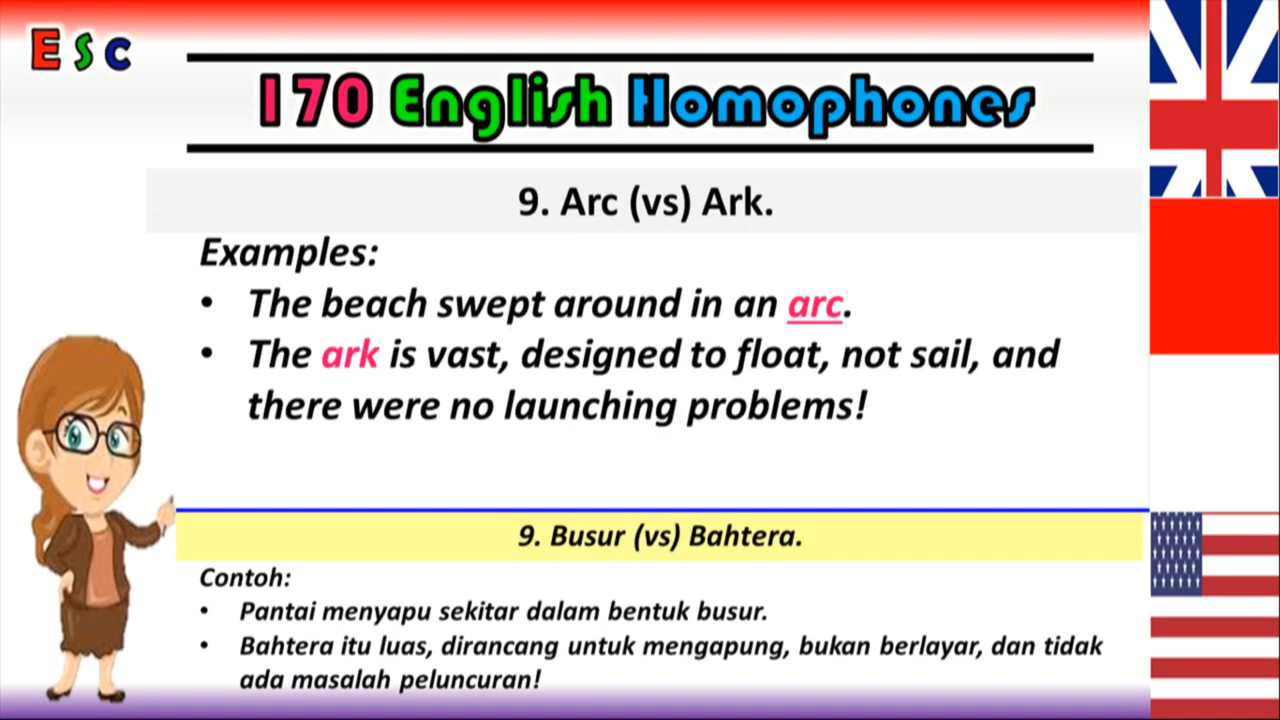 E S C
170 English Homophones
9. Arc (vs) Ark.
Examples:
• The beach swept around in an arc.
• The ark is vast, designed to float, not sail, and
there were no launching problems!
9. Busur (vs) Bahtera.
Contoh:
• Pantai menyapu sekitar dalam bentuk busur.
• Bahtera itu luas, dirancang untuk mengapung, bukan berlayar, dan tidak
ada masalah peluncuran!